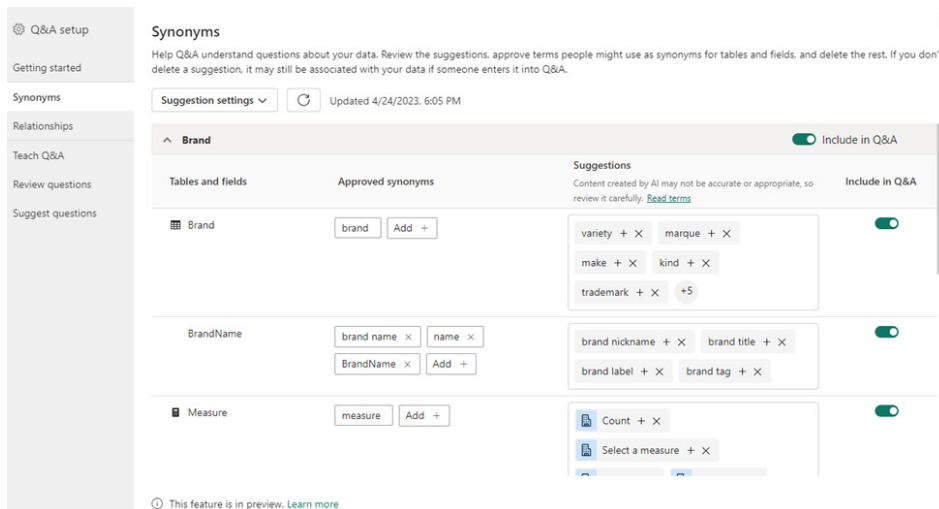 Q&A setup
Getting started
Synonyms
Relationships
Teach Q&A
Review questions
Suggest questions
Synonyms
Help Q&A understand questions about your data. Review the suggestions, approve terms people might use as synonyms for tables and fields, and delete the rest. If you don'
delete a suggestion, it may still be associated with your data if someone enters it into Q&A.
Suggestion settings
Updated 4/24/2023, 6:05 PM
Brand
Include in Q&A
Tables and fields
Approved synonyms
Suggestions
Content created by AI may not be accurate or appropriate, so
review it carefully. Read terms
Include in Q&A
Brand
brand Add +
variety + × marque + ×
make + × kind + ×
trademark + × +5
BrandName
brand name × name ×
BrandName × Add +
brand nickname + × brand title + ×
brand label + × brand tag + ×
Measure
measure Add +
Count + ×
Select a measure + ×
This feature is in preview. Learn more